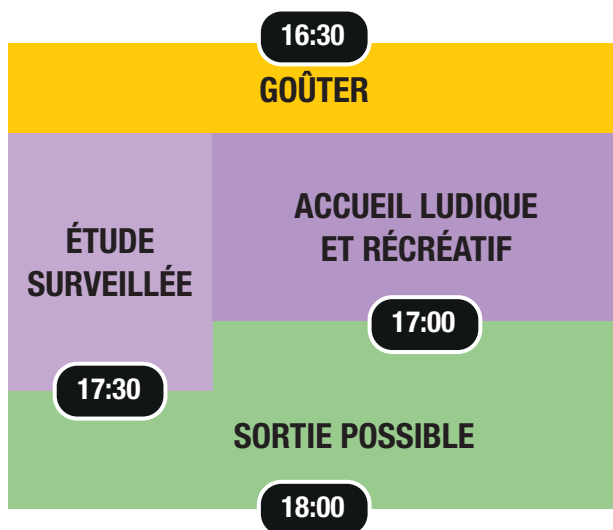 16:30
GOÛTER
ÉTUDE
SURVEILLÉE
ACCUEIL LUDIQUE
ET RÉCRÉATIF
17:00
17:30
SORTIE POSSIBLE
18:00